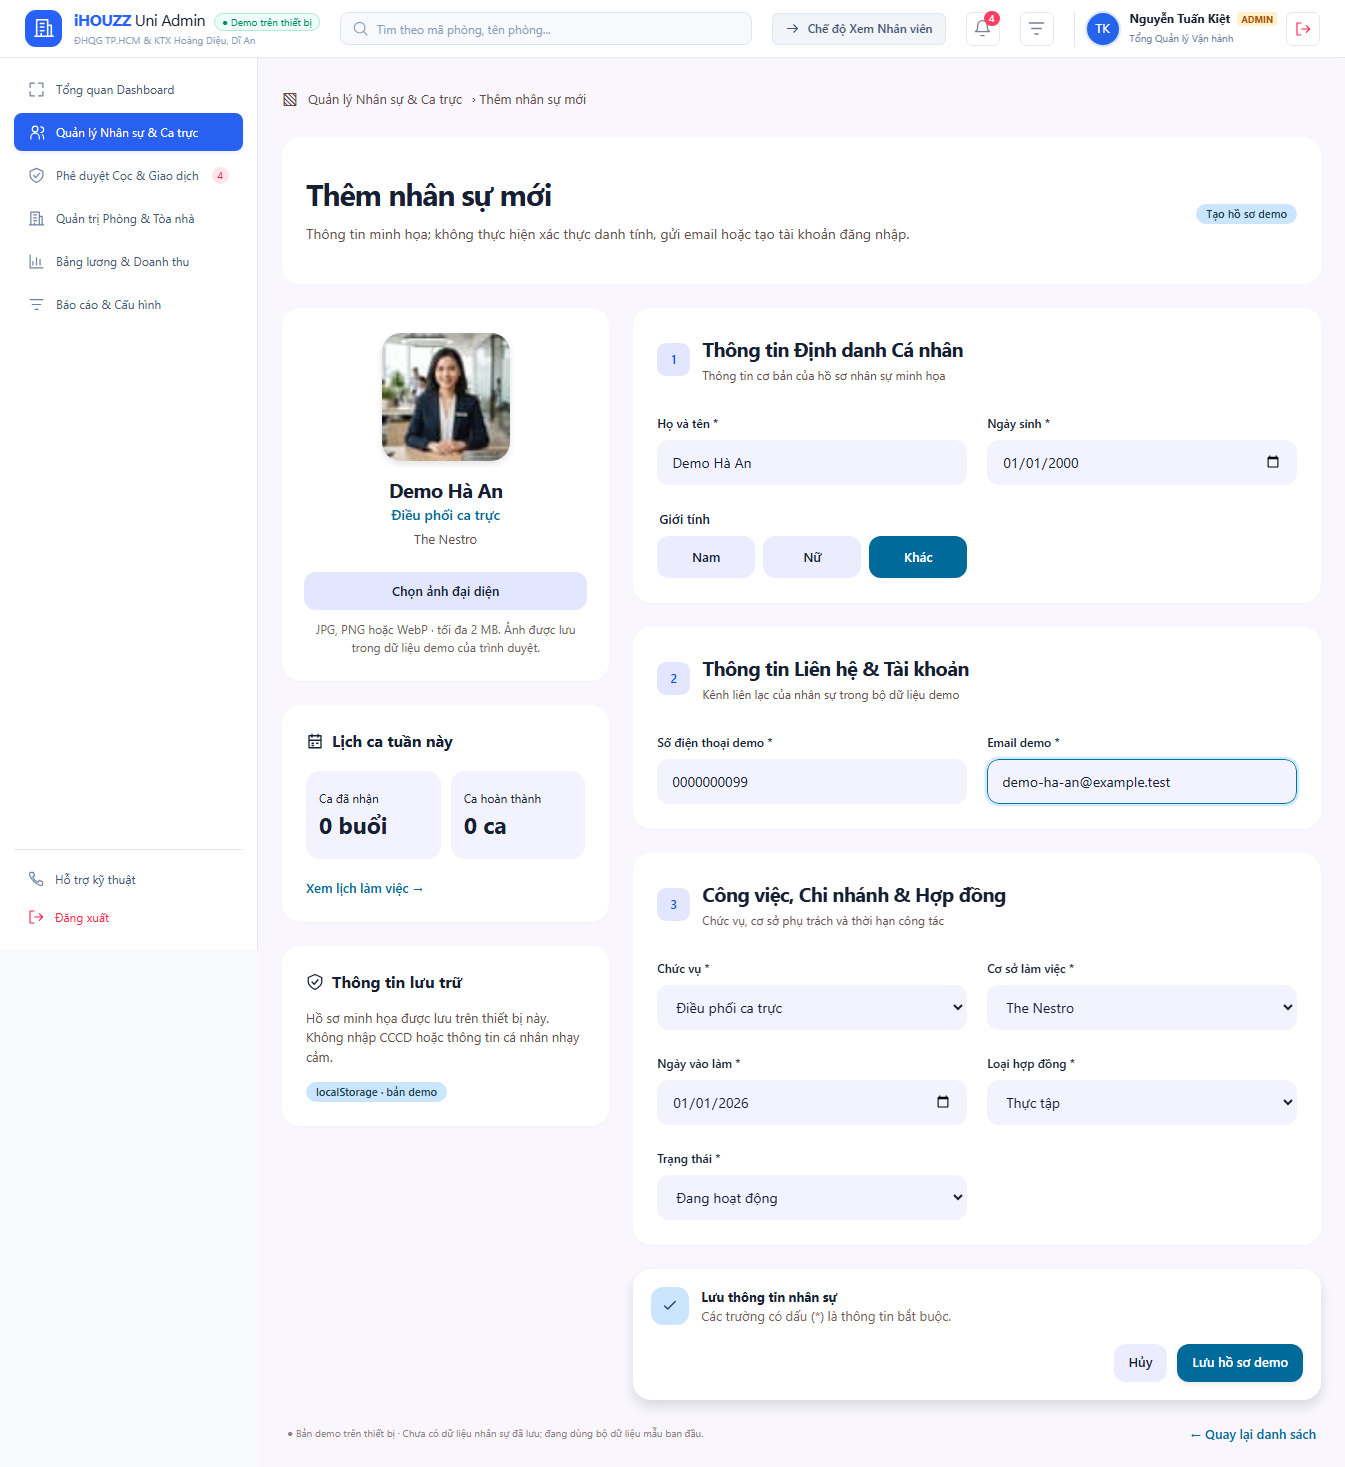 iHOUZZ Uni Admin
● Demo trên thiết bị
ĐHQG TP.HCM & KTX Hoàng Diệu, Dĩ An
Tìm theo mã phòng, tên phòng...
→ Chế độ Xem Nhân viên
4
TK
Nguyễn Tuấn Kiệt ADMIN
Tổng Quản lý Vận hành
Tổng quan Dashboard
Quản lý Nhân sự & Ca trực
Phê duyệt Cọc & Giao dịch 4
Quản trị Phòng & Tòa nhà
Bảng lương & Doanh thu
Báo cáo & Cấu hình
Hỗ trợ kỹ thuật
Đăng xuất
Quản lý Nhân sự & Ca trực › Thêm nhân sự mới
Thêm nhân sự mới
Thông tin minh họa; không thực hiện xác thực danh tính, gửi email hoặc tạo tài khoản đăng nhập.
Tạo hồ sơ demo
Demo Hà An
Điều phối ca trực
The Nestro
Chọn ảnh đại diện
JPG, PNG hoặc WebP · tối đa 2 MB. Ảnh được lưu
trong dữ liệu demo của trình duyệt.
Lịch ca tuần này
Ca đã nhận
0 buổi
Ca hoàn thành
0 ca
Xem lịch làm việc →
Thông tin lưu trữ
Hồ sơ minh họa được lưu trên thiết bị này.
Không nhập CCCD hoặc thông tin cá nhân nhạy
cảm.
localStorage · bản demo
1
Thông tin Định danh Cá nhân
Thông tin cơ bản của hồ sơ nhân sự minh họa
Họ và tên *
Demo Hà An
Ngày sinh *
01/01/2000
Giới tính
Nam
Nữ
Khác
2
Thông tin Liên hệ & Tài khoản
Kênh liên lạc của nhân sự trong bộ dữ liệu demo
Số điện thoại demo *
0000000099
Email demo *
demo-ha-an@example.test
3
Công việc, Chi nhánh & Hợp đồng
Chức vụ, cơ sở phụ trách và thời hạn công tác
Chức vụ *
Điều phối ca trực
Cơ sở làm việc *
The Nestro
Ngày vào làm *
01/01/2026
Loại hợp đồng *
Thực tập
Trạng thái *
Đang hoạt động
Lưu thông tin nhân sự
Các trường có dấu (*) là thông tin bắt buộc.
Hủy
Lưu hồ sơ demo
● Bản demo trên thiết bị · Chưa có dữ liệu nhân sự đã lưu; đang dùng bộ dữ liệu mẫu ban đầu.
← Quay lại danh sách